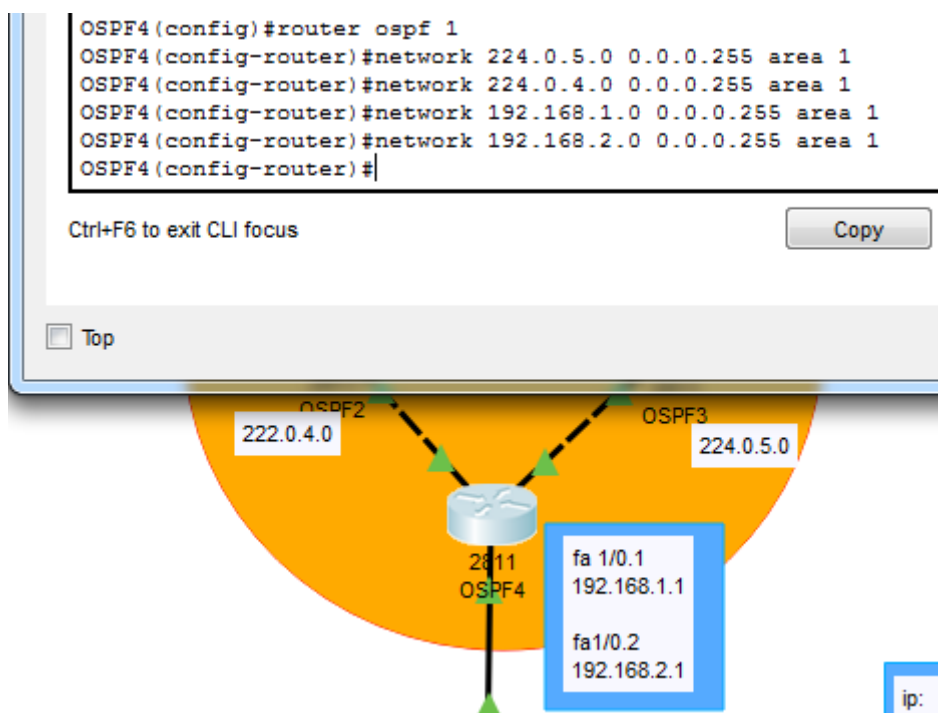 OSPF4(config)#router ospf 1
OSPF4(config-router)#network 224.0.5.0 0.0.0.255 area 1
OSPF4(config-router)#network 224.0.4.0 0.0.0.255 area 1
OSPF4(config-router)#network 192.168.1.0 0.0.0.255 area 1
OSPF4(config-router)#network 192.168.2.0 0.0.0.255 area 1
OSPF4(config-router)#
Ctrl+F6 to exit CLI focus
Copy
Top
OSPF2
OSPF3
222.0.4.0
224.0.5.0
2811
OSPF4
fa 1/0.1
192.168.1.1
fa1/0.2
192.168.2.1
ip: